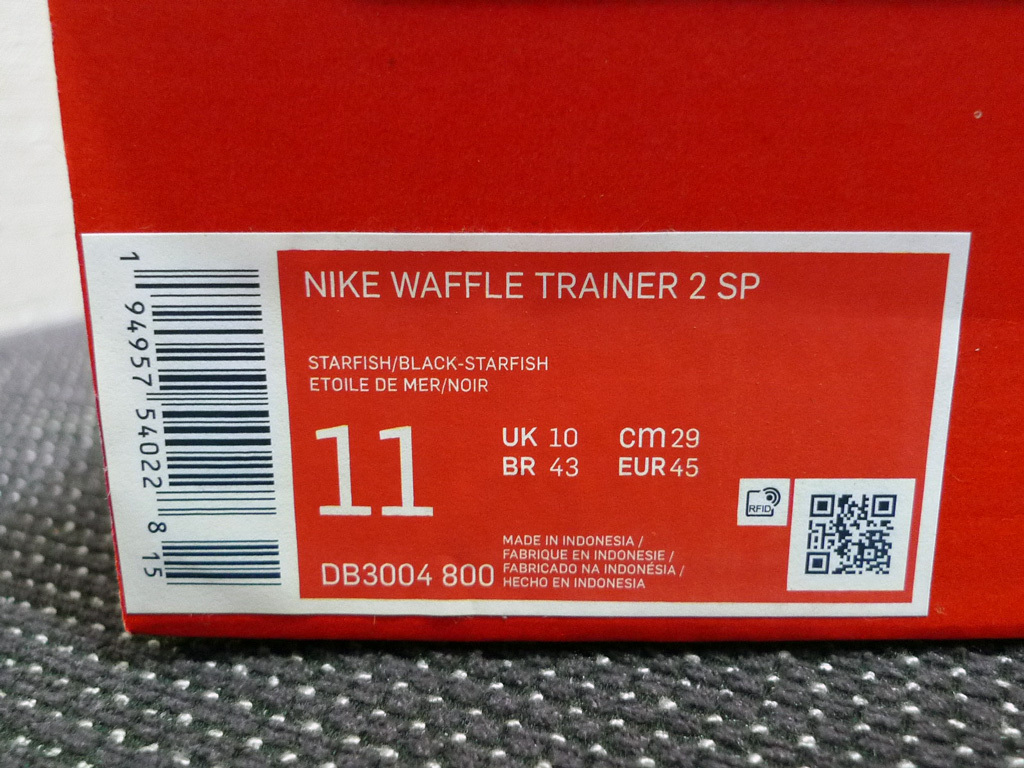 1 94957 54022 8 15
NIKE WAFFLE TRAINER 2 SP
STARFISH/BLACK-STARFISH
ETOILE DE MER/NOIR
11
UK 10 cm 29
BR 43 EUR 45
RFID
MADE IN INDONESIA /
FABRIQUE EN INDONESIE /
FABRICADO NA INDONÉSIA /
HECHO EN INDONESIA
DB3004 800